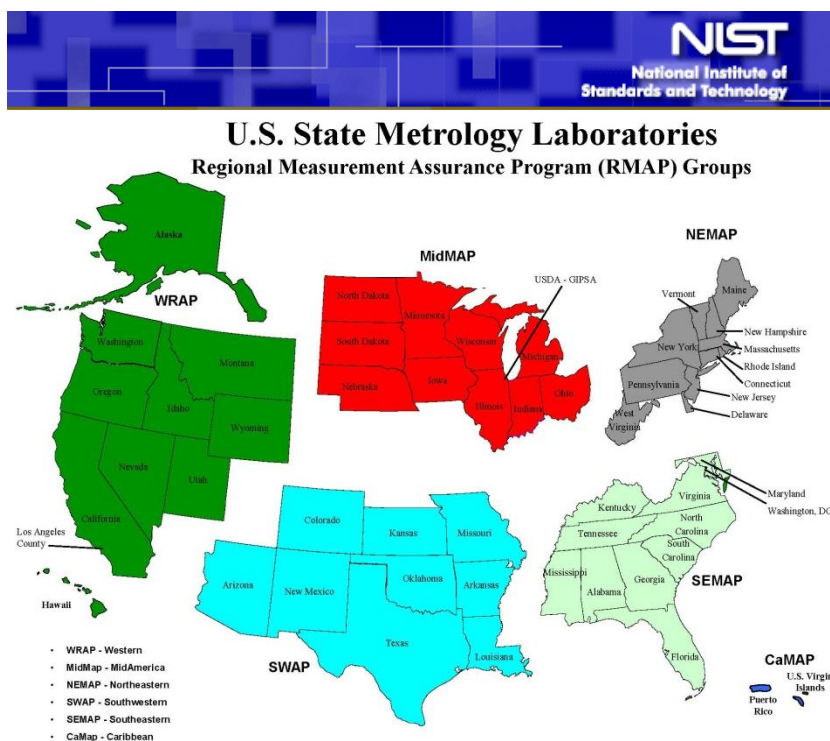 NIST
National Institute of
Standards and Technology
U.S. State Metrology Laboratories
Regional Measurement Assurance Program (RMAP) Groups
Alaska
WRAP
Washington
Montana
Oregon
Idaho
Wyoming
Nevada
Utah
California
Los Angeles
County
Hawaii
MidMAP
USDA - GIPSA
North Dakota
Minnesota
South Dakota
Wisconsin
Michigan
Nebraska
Iowa
Illinois
Indiana
Ohio
NEMAP
Maine
Vermont
New Hampshire
New York
Massachusetts
Rhode Island
Connecticut
Pennsylvania
New Jersey
Delaware
West
Virginia
Colorado
Kansas
Missouri
Arizona
New Mexico
Oklahoma
Arkansas
Texas
Louisiana
SWAP
Maryland
Washington, DC
Kentucky
Virginia
Tennessee
North
Carolina
South
Carolina
Mississippi
Alabama
Georgia
SEMAP
Florida
CaMAP
U.S. Virgin
Islands
Puerto
Rico
• WRAP - Western
• MidMap - MidAmerica
• NEMAP - Northeastern
• SWAP - Southwestern
• SEMAP - Southeastern
• CaMap - Caribbean